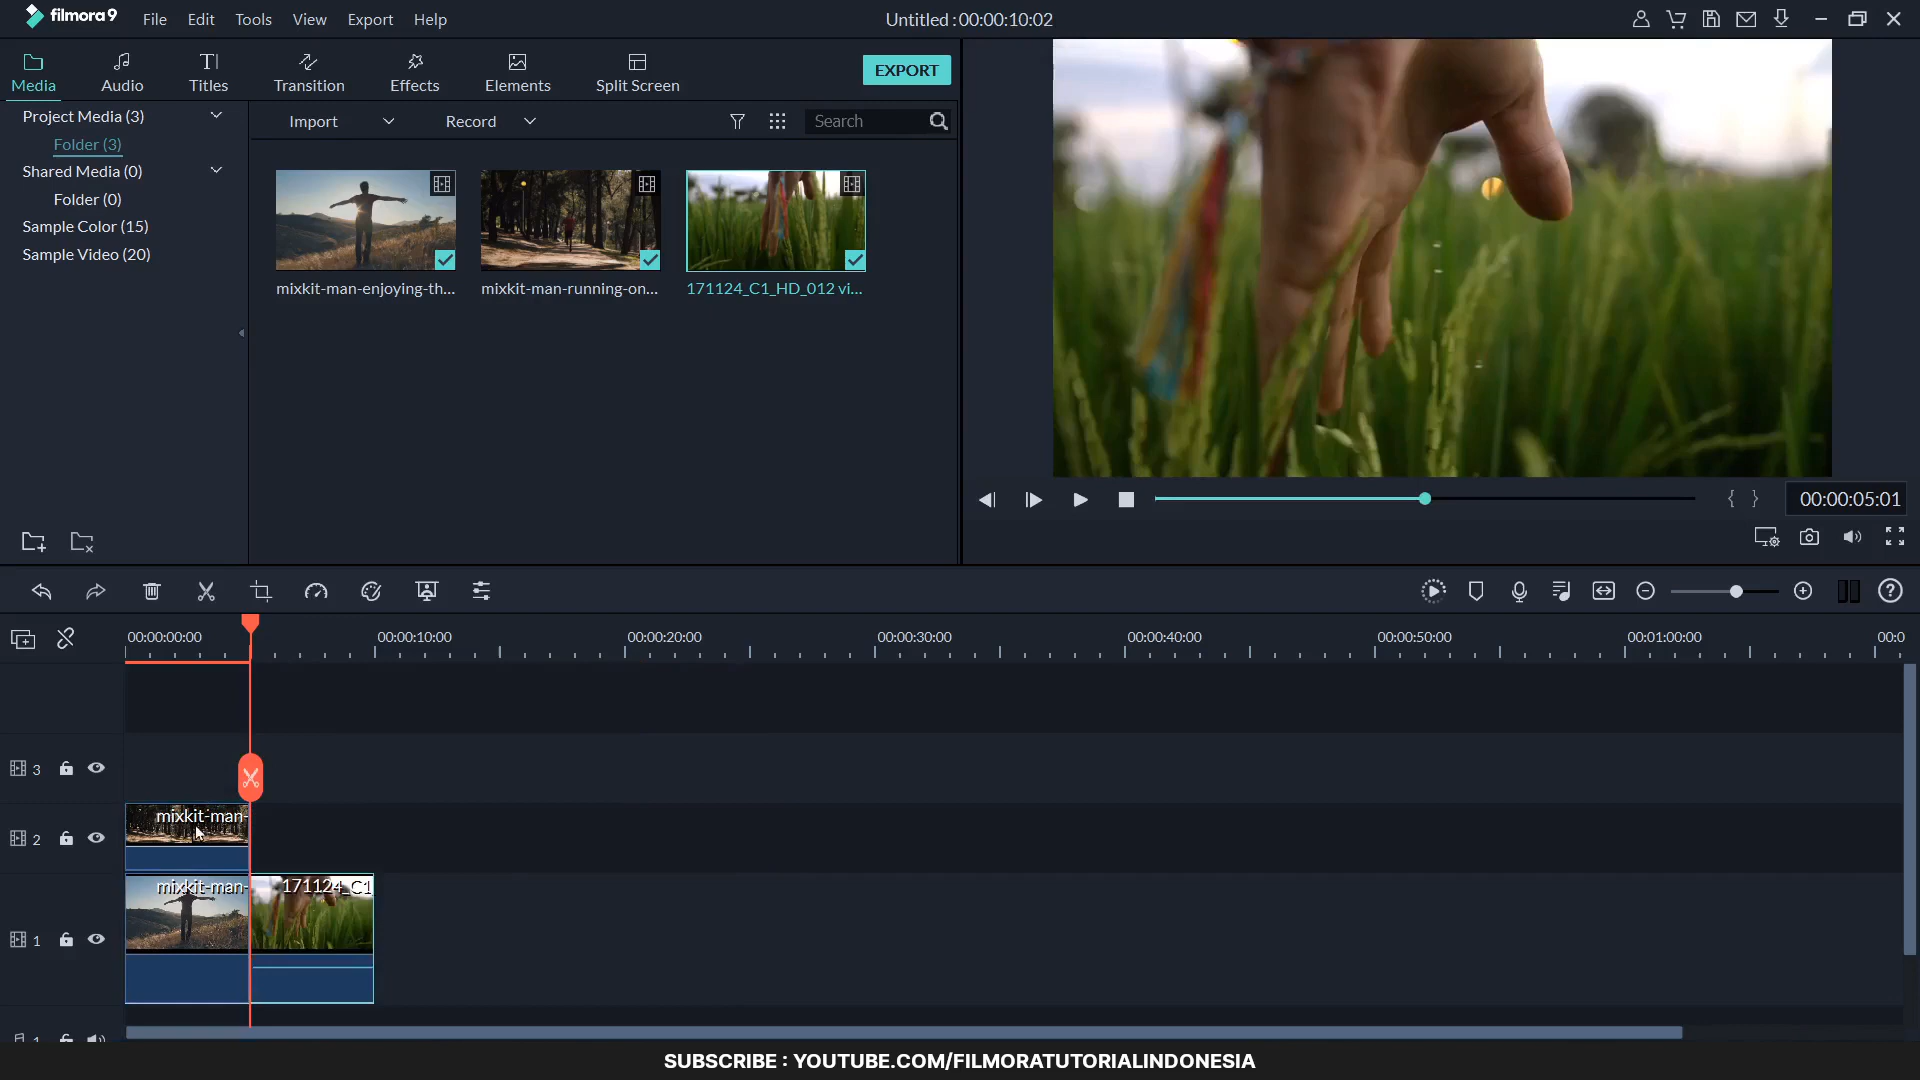 filmora9
File Edit Tools View Export Help
Untitled : 00:00:10:02
Media Audio Titles Transition Effects Elements Split Screen
EXPORT
Project Media (3)
Folder (3)
Shared Media (0)
Folder (0)
Sample Color (15)
Sample Video (20)
Import Record Search
mixkit-man-enjoying-th... mixkit-man-running-on... 171124_C1_HD_012 vi...
{ } 00:00:05:01
00:00:00:00 00:00:10:00 00:00:20:00 00:00:30:00 00:00:40:00 00:00:50:00 00:01:00:00 00:0
3
mixkit-man-
2
mixkit-man- 171124_C1
1
1
SUBSCRIBE : YOUTUBE.COM/FILMORATUTORIALINDONESIA